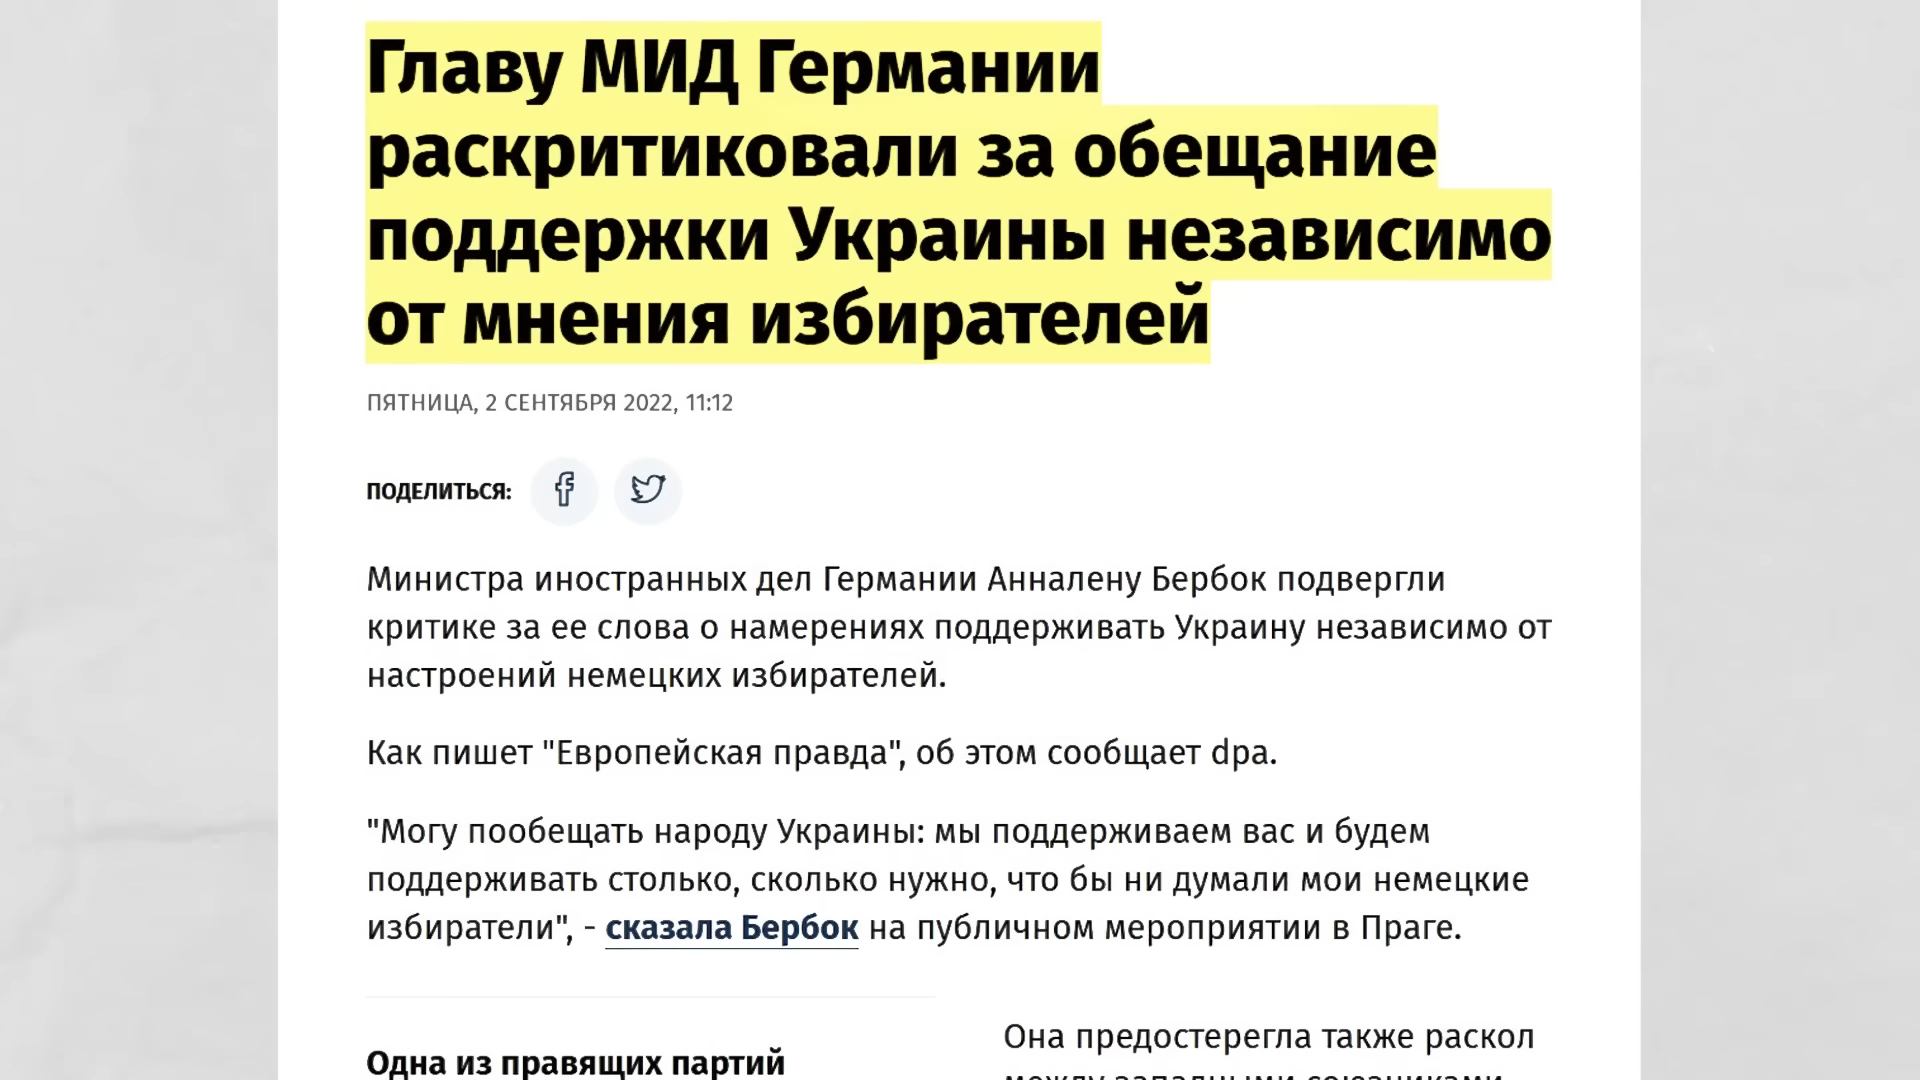 Главу МИД Германии
раскритиковали за обещание
поддержки Украины независимо
от мнения избирателей
ПЯТНИЦА, 2 СЕНТЯБРЯ 2022, 11:12
ПОДЕЛИТЬСЯ:
Министра иностранных дел Германии Анналену Бербок подвергли
критике за ее слова о намерениях поддерживать Украину независимо от
настроений немецких избирателей.
Как пишет "Европейская правда", об этом сообщает dpa.
"Могу пообещать народу Украины: мы поддерживаем вас и будем
поддерживать столько, сколько нужно, что бы ни думали мои немецкие
избиратели", - сказала Бербок на публичном мероприятии в Праге.
Одна из правящих партий
Она предостерегла также раскол
между западными союзниками